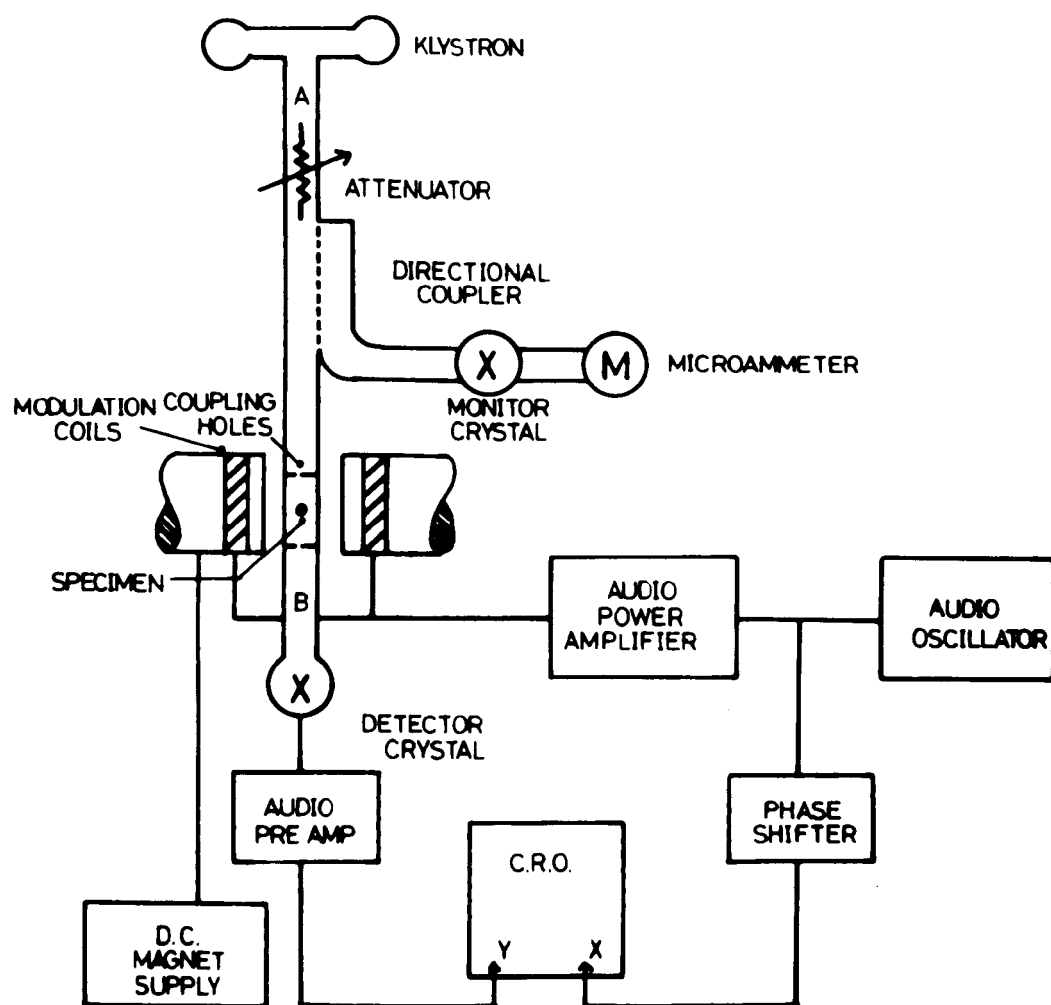 KLYSTRON
A
ATTENUATOR
DIRECTIONAL
COUPLER
X
M
MICROAMMETER
MONITOR
CRYSTAL
MODULATION
COILS
COUPLING
HOLES
SPECIMEN
B
AUDIO
POWER
AMPLIFIER
AUDIO
OSCILLATOR
X
DETECTOR
CRYSTAL
AUDIO
PRE AMP
PHASE
SHIFTER
C.R.O.
Y
X
D.C.
MAGNET
SUPPLY